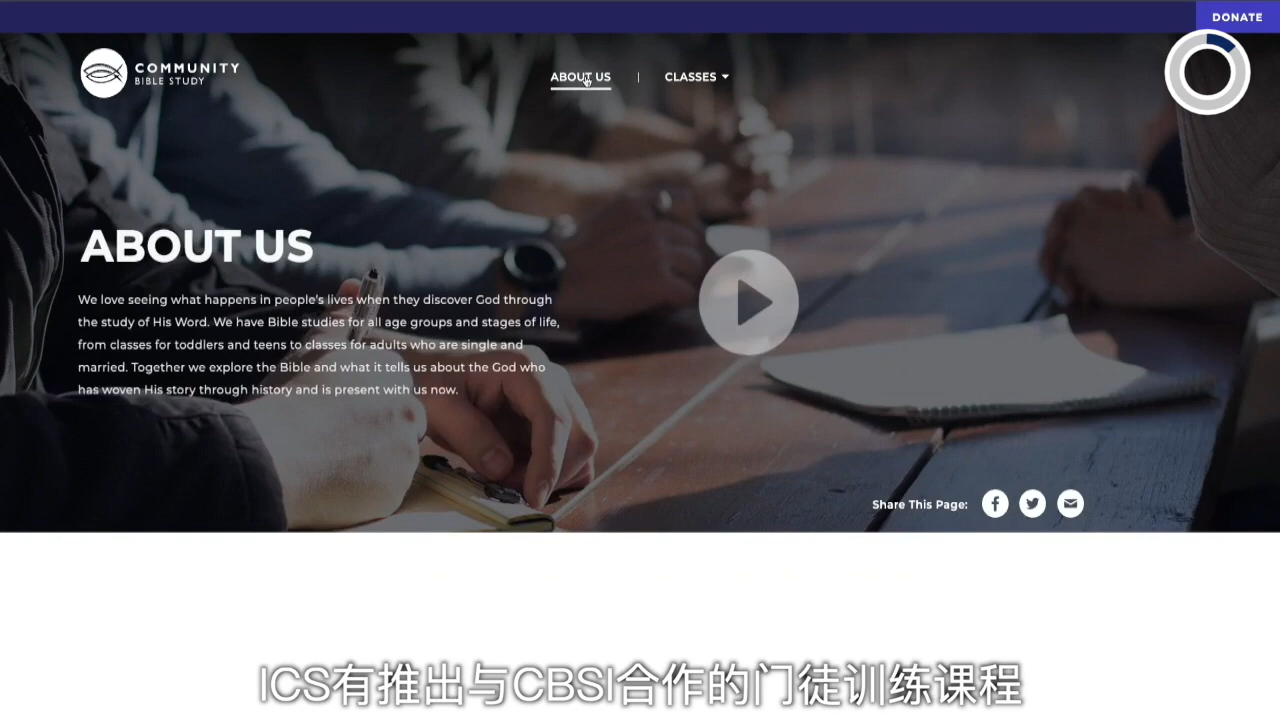 DONATE
COMMUNITY
BIBLE STUDY
ABOUT US
CLASSES
ABOUT US
We love seeing what happens in people's lives when they discover God through
the study of His Word. We have Bible studies for all age groups and stages of life,
from classes for toddlers and teens to classes for adults who are single and
married. Together we explore the Bible and what it tells us about the God who
has woven His story through history and is present with us now.
Share This Page:
ICS有推出与CBSI合作的门徒训练课程